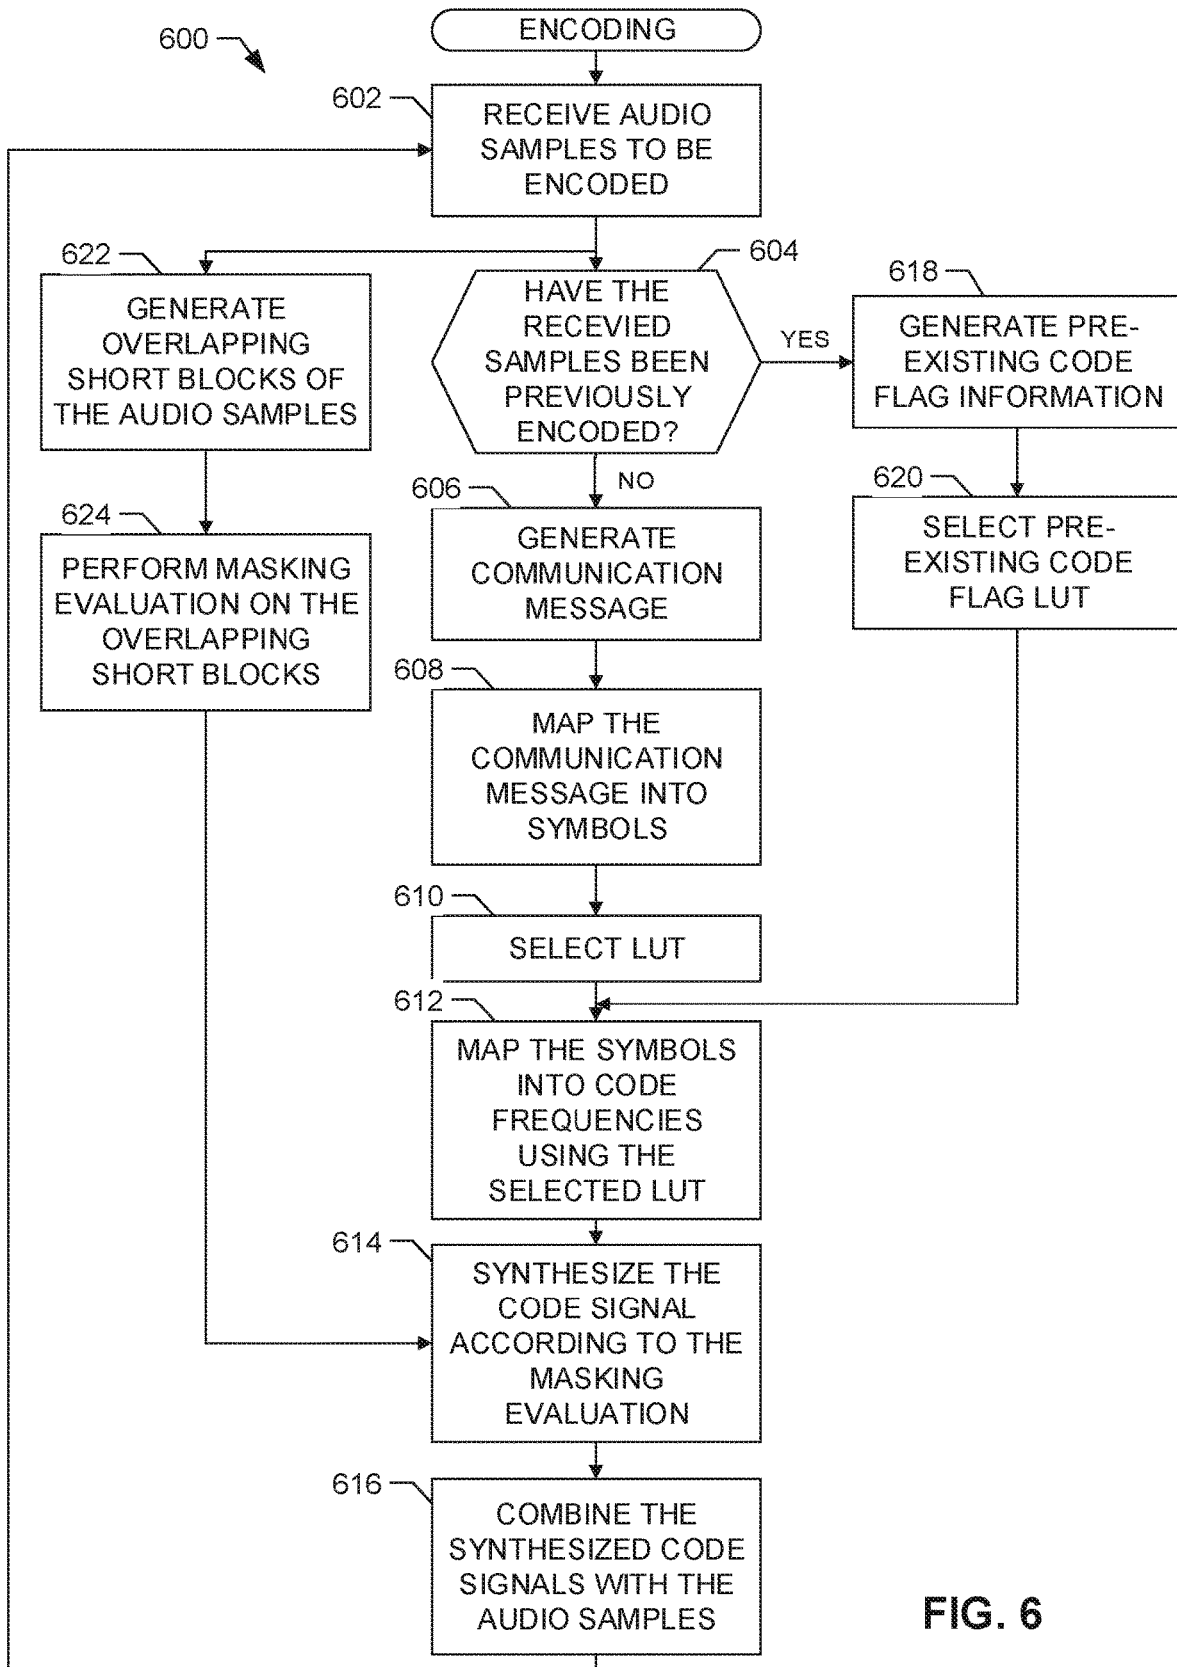 ENCODING
600
602
RECEIVE AUDIO
SAMPLES TO BE
ENCODED
622
GENERATE
OVERLAPPING
SHORT BLOCKS OF
THE AUDIO SAMPLES
604
HAVE THE
RECEVIED
SAMPLES BEEN
PREVIOUSLY
ENCODED?
YES
NO
618
GENERATE PRE-
EXISTING CODE
FLAG INFORMATION
620
SELECT PRE-
EXISTING CODE
FLAG LUT
624
PERFORM MASKING
EVALUATION ON THE
OVERLAPPING
SHORT BLOCKS
606
GENERATE
COMMUNICATION
MESSAGE
608
MAP THE
COMMUNICATION
MESSAGE INTO
SYMBOLS
610
SELECT LUT
612
MAP THE SYMBOLS
INTO CODE
FREQUENCIES
USING THE
SELECTED LUT
614
SYNTHESIZE THE
CODE SIGNAL
ACCORDING TO THE
MASKING
EVALUATION
616
COMBINE THE
SYNTHESIZED CODE
SIGNALS WITH THE
AUDIO SAMPLES
FIG. 6